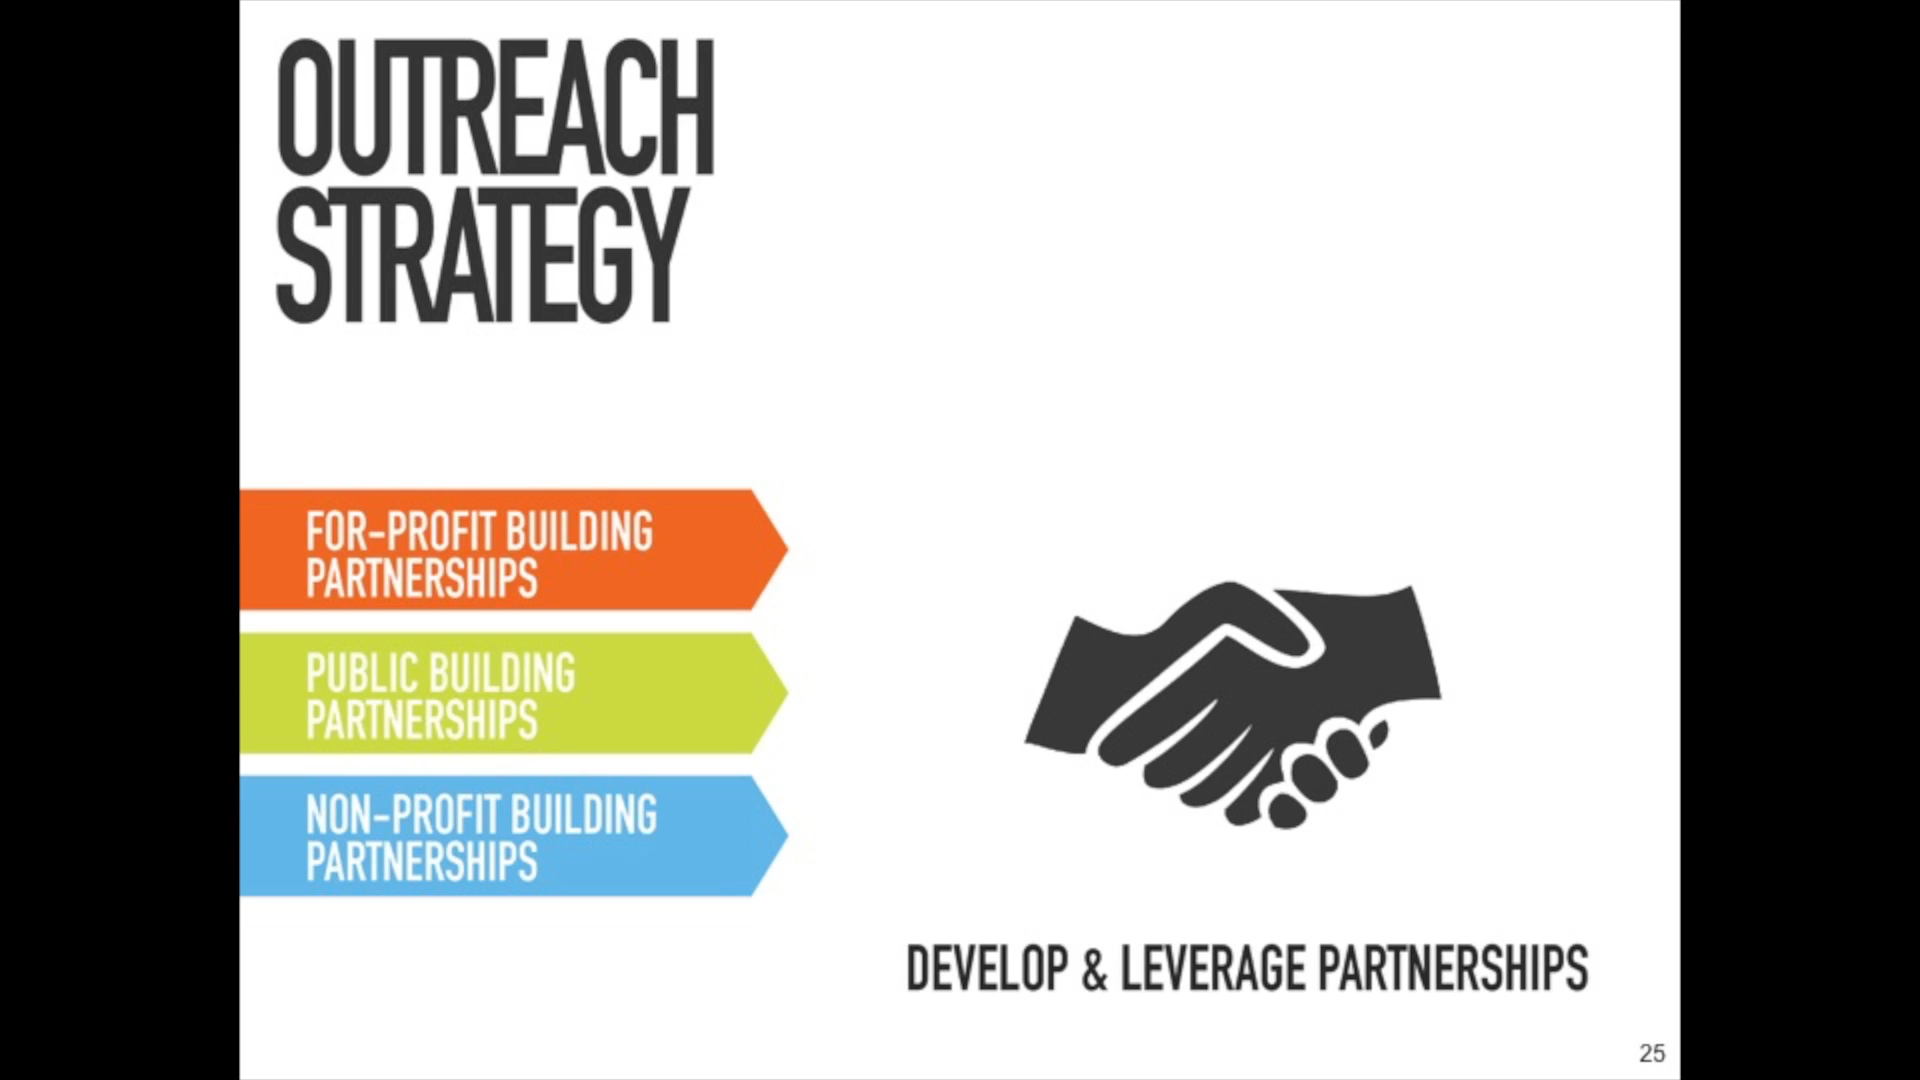 OUTREACH
STRATEGY
FOR-PROFIT BUILDING
PARTNERSHIPS
PUBLIC BUILDING
PARTNERSHIPS
NON-PROFIT BUILDING
PARTNERSHIPS
DEVELOP & LEVERAGE PARTNERSHIPS
25